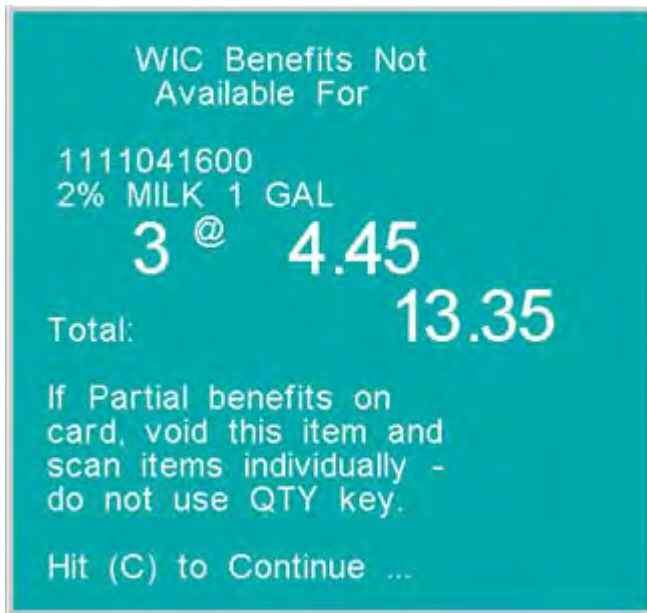 WIC Benefits Not
Available For
1111041600
2% MILK 1 GAL
3 @ 4.45
Total: 13.35
If Partial benefits on
card, void this item and
scan items individually -
do not use QTY key.
Hit (C) to Continue ...